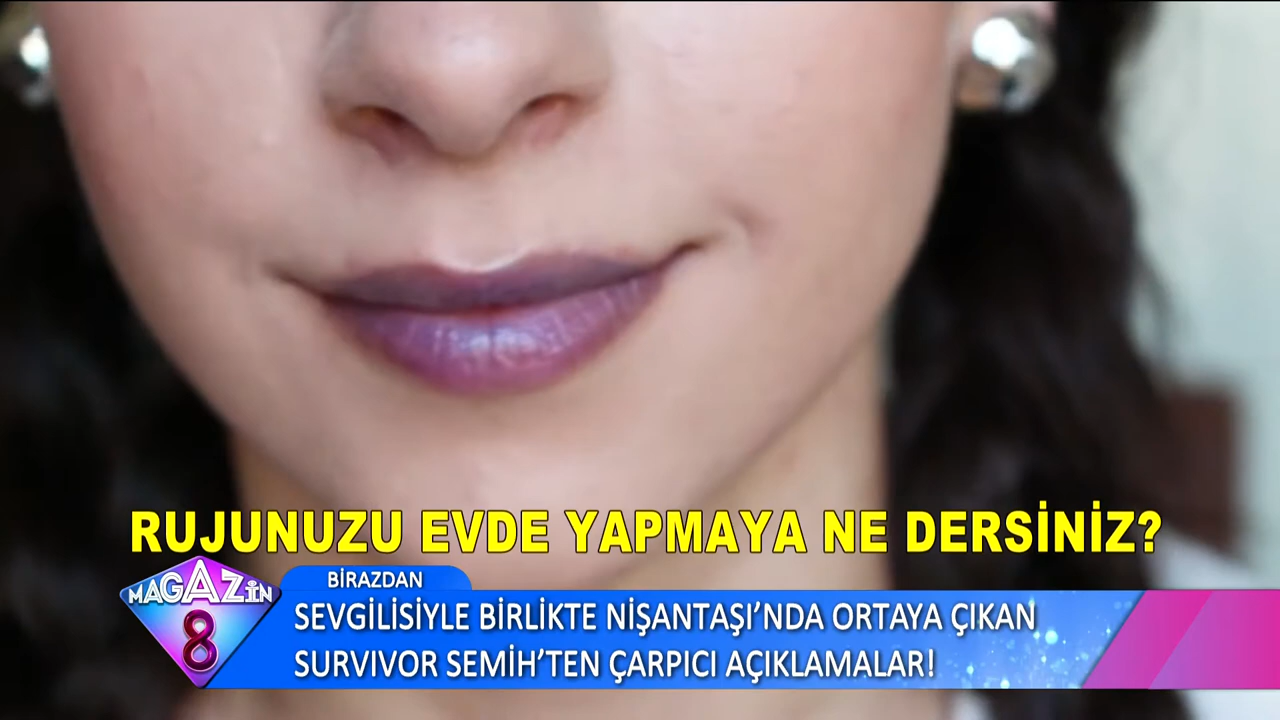 RUJUNUZU EVDE YAPMAYA NE DERSİNİZ?
MAGAZİN
8
BİRAZDAN
SEVGİLİSİYLE BİRLİKTE NİŞANTAŞI'NDA ORTAYA ÇIKAN
SURVIVOR SEMİH'TEN ÇARPICI AÇIKLAMALAR!